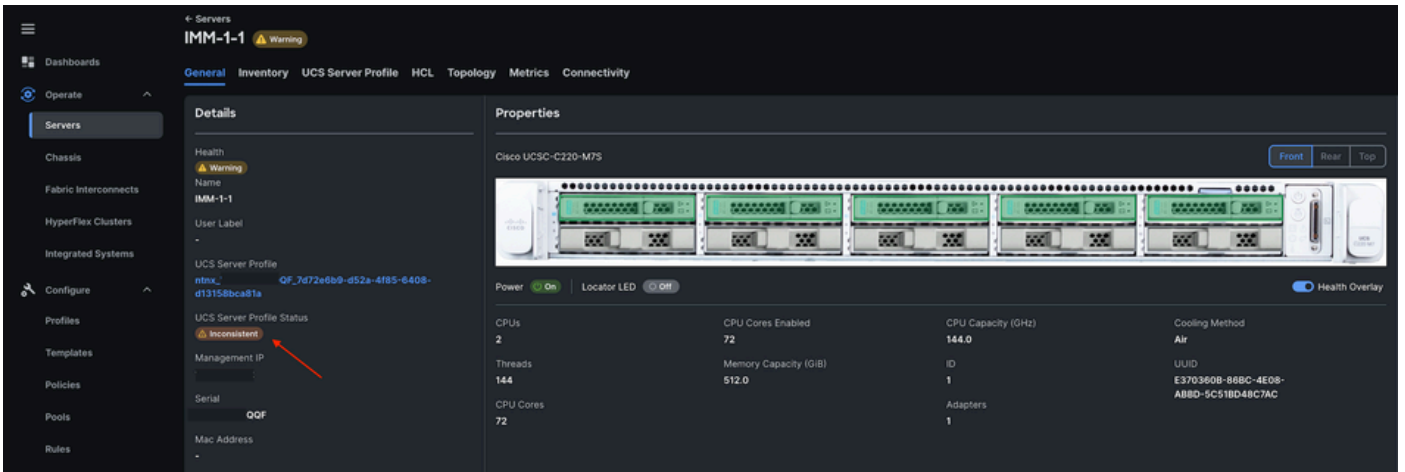 ← Servers
IMM-1-1 Warning
Dashboards
Operate
Servers
Chassis
Fabric Interconnects
HyperFlex Clusters
Integrated Systems
Configure
Profiles
Templates
Policies
Pools
Rules
General Inventory UCS Server Profile HCL Topology Metrics Connectivity
Details
Health
Warning
Name
IMM-1-1
User Label
-
UCS Server Profile
ntnx_ QF_7d72e6b9-d52a-4f85-6408-
d13158bca81a
UCS Server Profile Status
Inconsistent
Management IP
Serial
QQF
Mac Address
-
Properties
Cisco UCSC-C220-M7S
Front Rear Top
Power On Locator LED Off
Health Overlay
CPUs
2
CPU Cores Enabled
72
CPU Capacity (GHz)
144.0
Cooling Method
Air
Threads
144
Memory Capacity (GiB)
512.0
ID
1
UUID
E370360B-86BC-4E08-
ABBD-5C51BD48C7AC
CPU Cores
72
Adapters
1